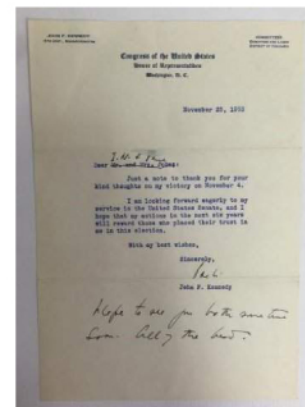 JOHN F. KENNEDY
Congress of the United States
House of Representatives
Washington, D. C.
November 25, 1952
Dear
Just a note to thank you for your
kind thoughts on my victory on November 4.
I am looking forward eagerly to my
service in the United States Senate, and I
hope that my actions in the next six years
will reward those who placed their trust in
me in this election.
With my best wishes,
Sincerely,
John F. Kennedy
Hope to see you both sometime
soon. All of the best.